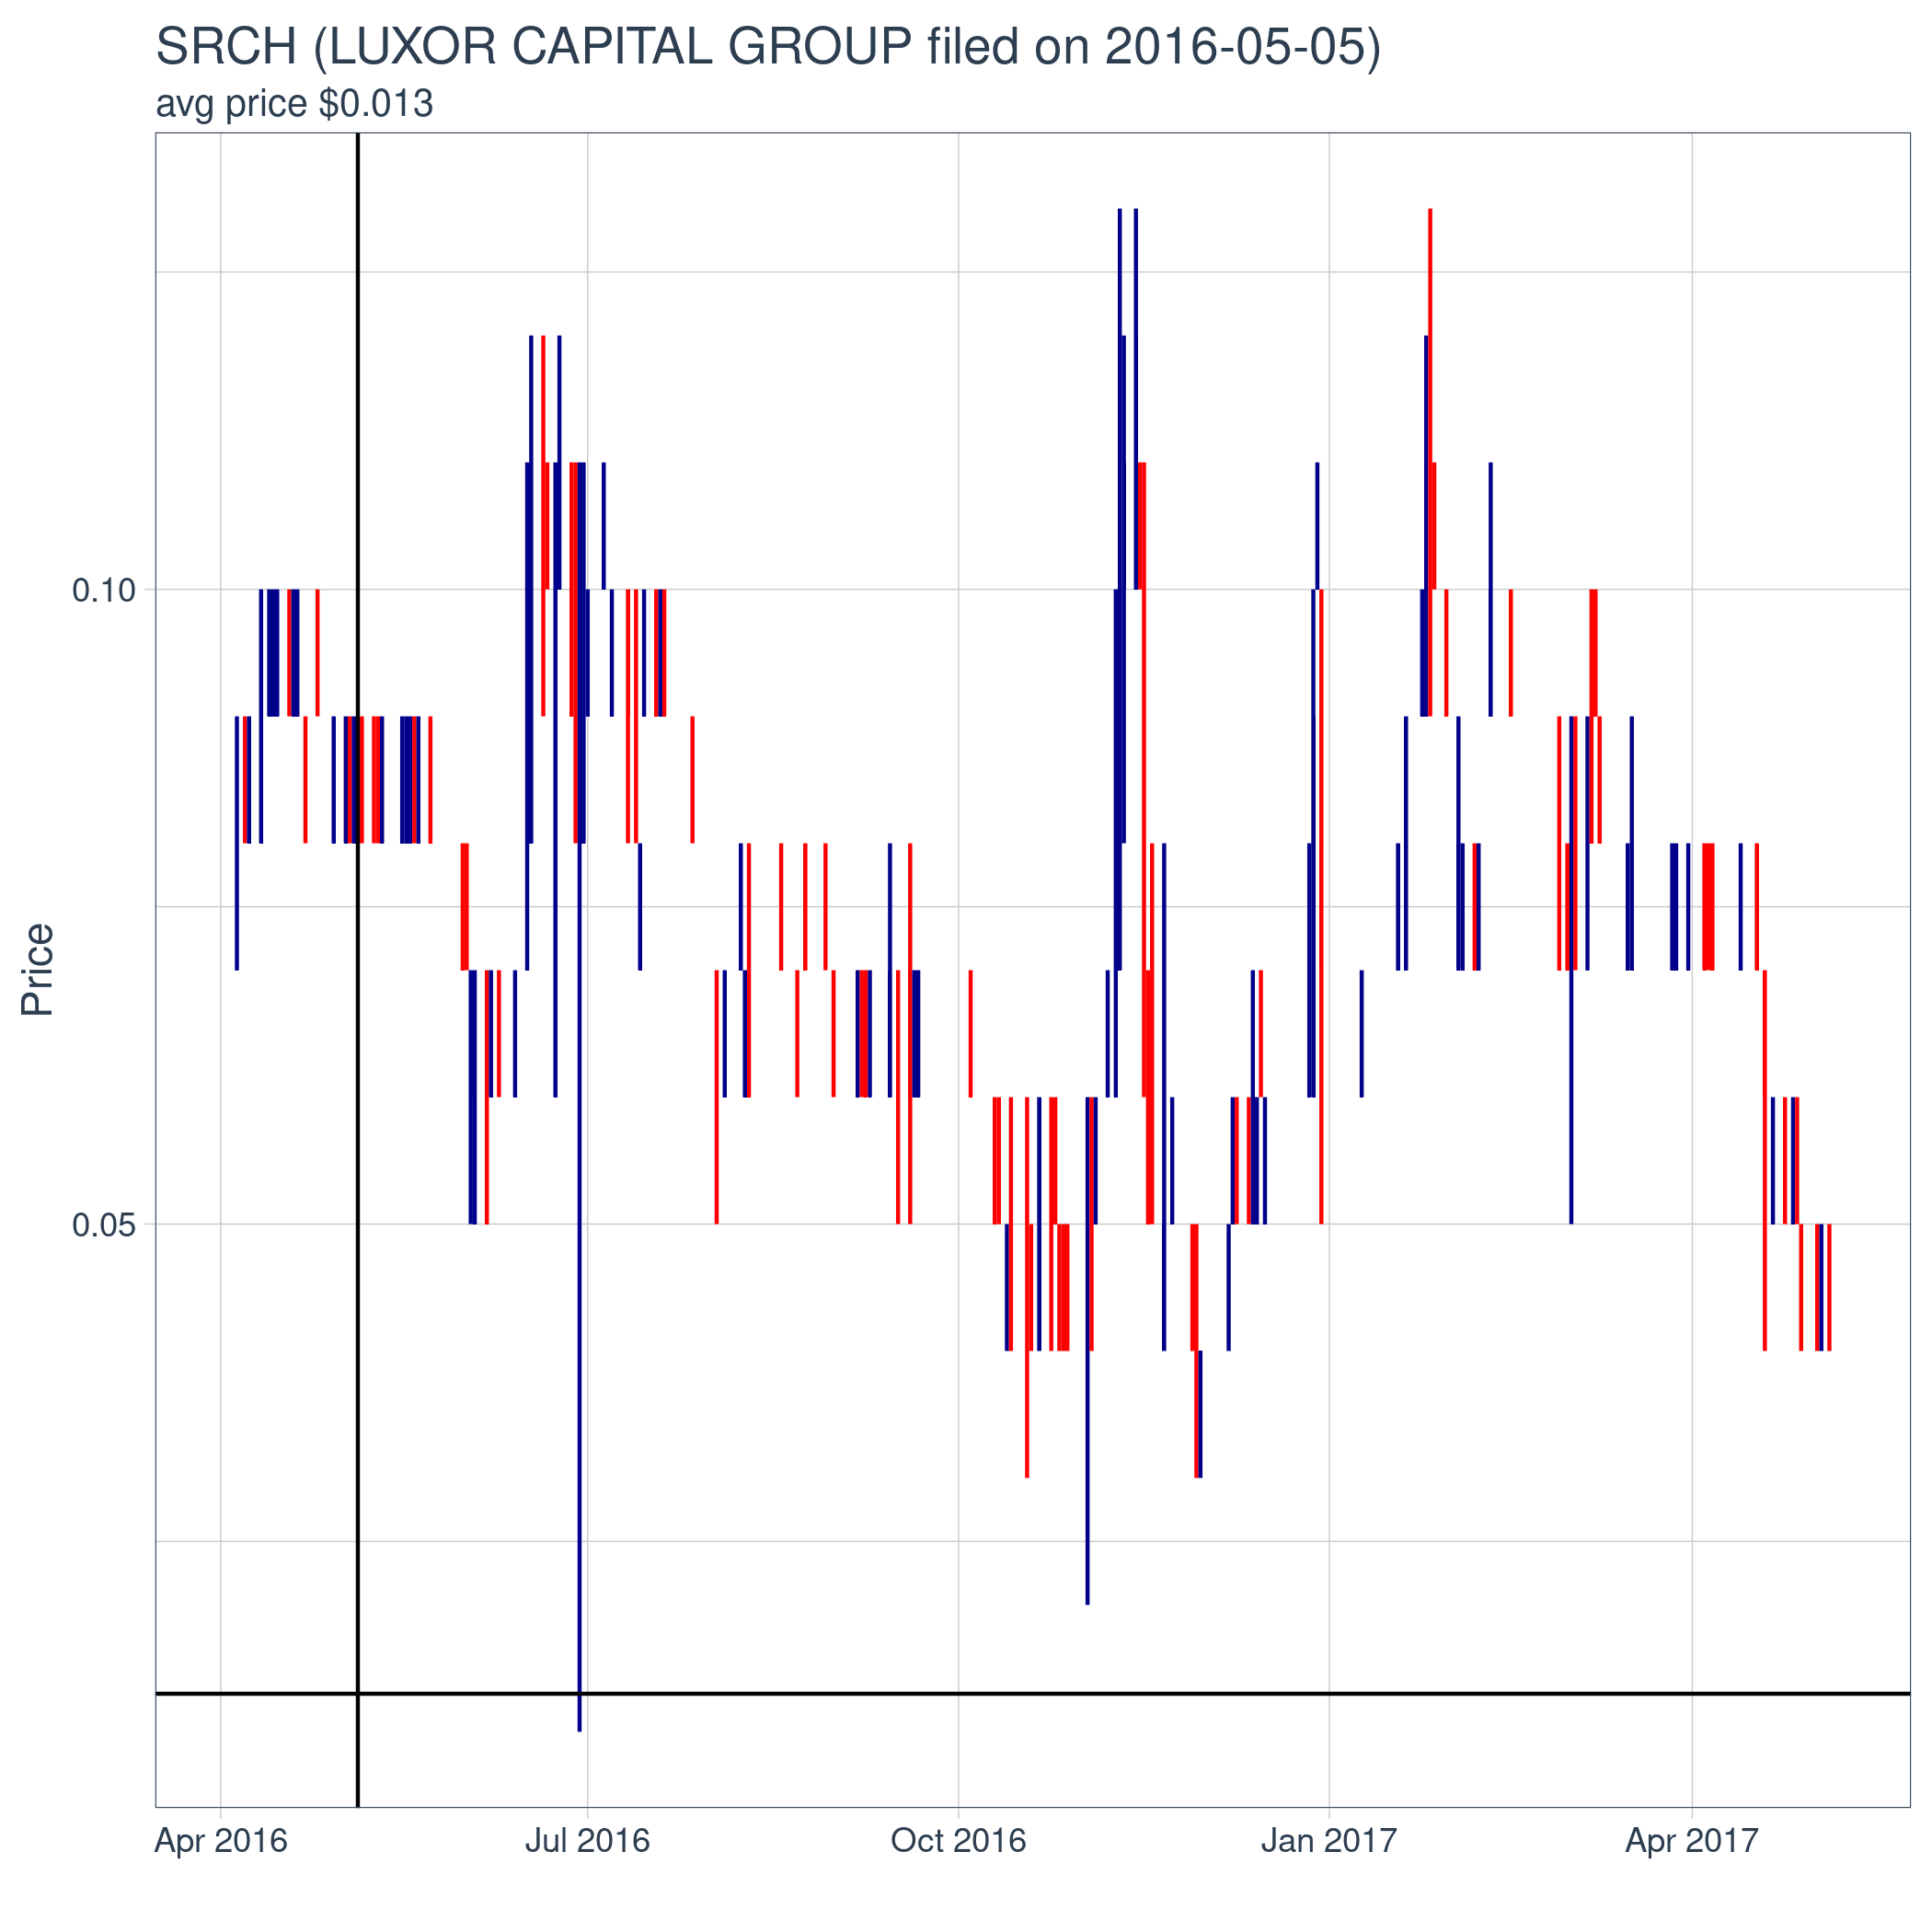 SRCH (LUXOR CAPITAL GROUP filed on 2016-05-05)
avg price $0.013
Price
0.10
0.05
Apr 2016
Jul 2016
Oct 2016
Jan 2017
Apr 2017